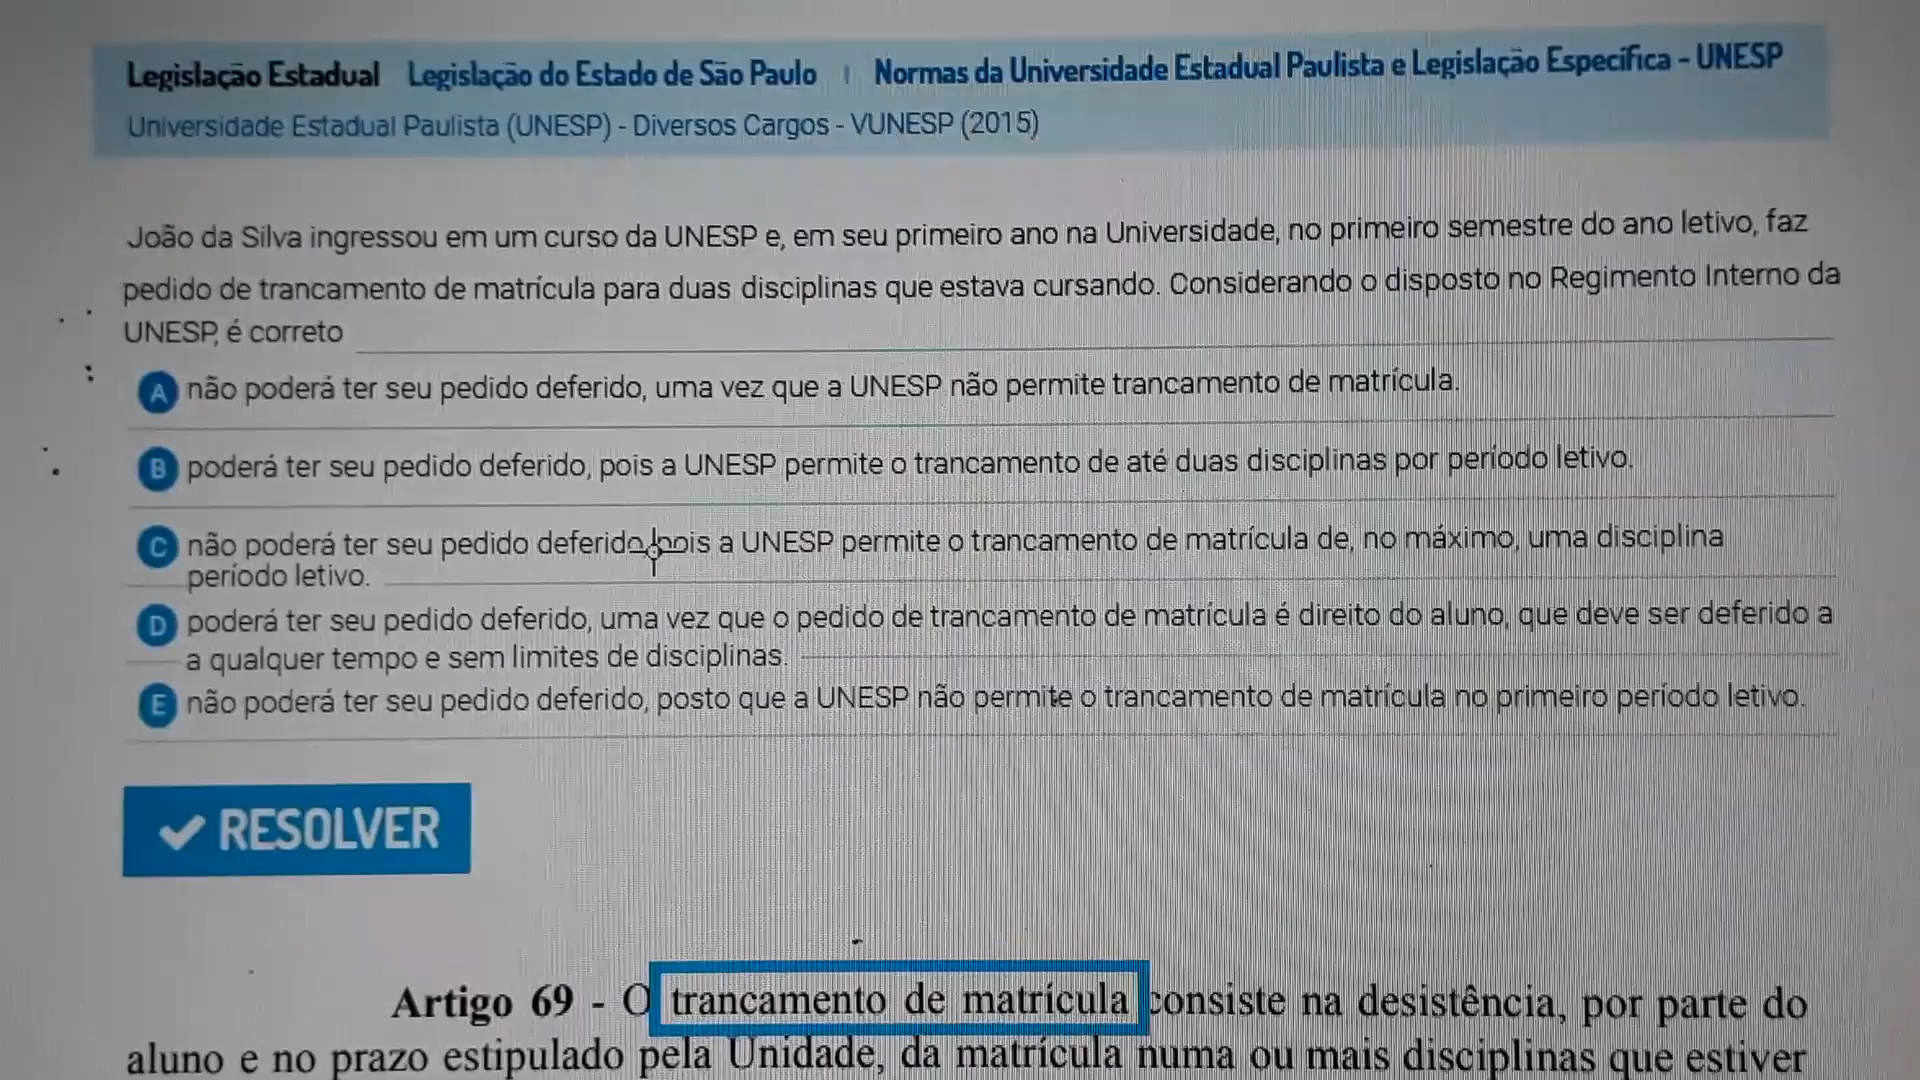 Legislação Estadual Legislação do Estado de São Paulo | Normas da Universidade Estadual Paulista e Legislação Específica - UNESP
Universidade Estadual Paulista (UNESP) - Diversos Cargos - VUNESP (2015)
João da Silva ingressou em um curso da UNESP e, em seu primeiro ano na Universidade, no primeiro semestre do ano letivo, faz
pedido de trancamento de matrícula para duas disciplinas que estava cursando. Considerando o disposto no Regimento Interno da
UNESP, é correto
A não poderá ter seu pedido deferido, uma vez que a UNESP não permite trancamento de matrícula.
B poderá ter seu pedido deferido, pois a UNESP permite o trancamento de até duas disciplinas por período letivo.
C não poderá ter seu pedido deferido, pois a UNESP permite o trancamento de matrícula de, no máximo, uma disciplina
período letivo.
D poderá ter seu pedido deferido, uma vez que o pedido de trancamento de matrícula é direito do aluno, que deve ser deferido a
a qualquer tempo e sem limites de disciplinas.
E não poderá ter seu pedido deferido, posto que a UNESP não permite o trancamento de matrícula no primeiro período letivo.
RESOLVER
Artigo 69 - O trancamento de matrícula consiste na desistência, por parte do
aluno e no prazo estipulado pela Unidade, da matrícula numa ou mais disciplinas que estiver